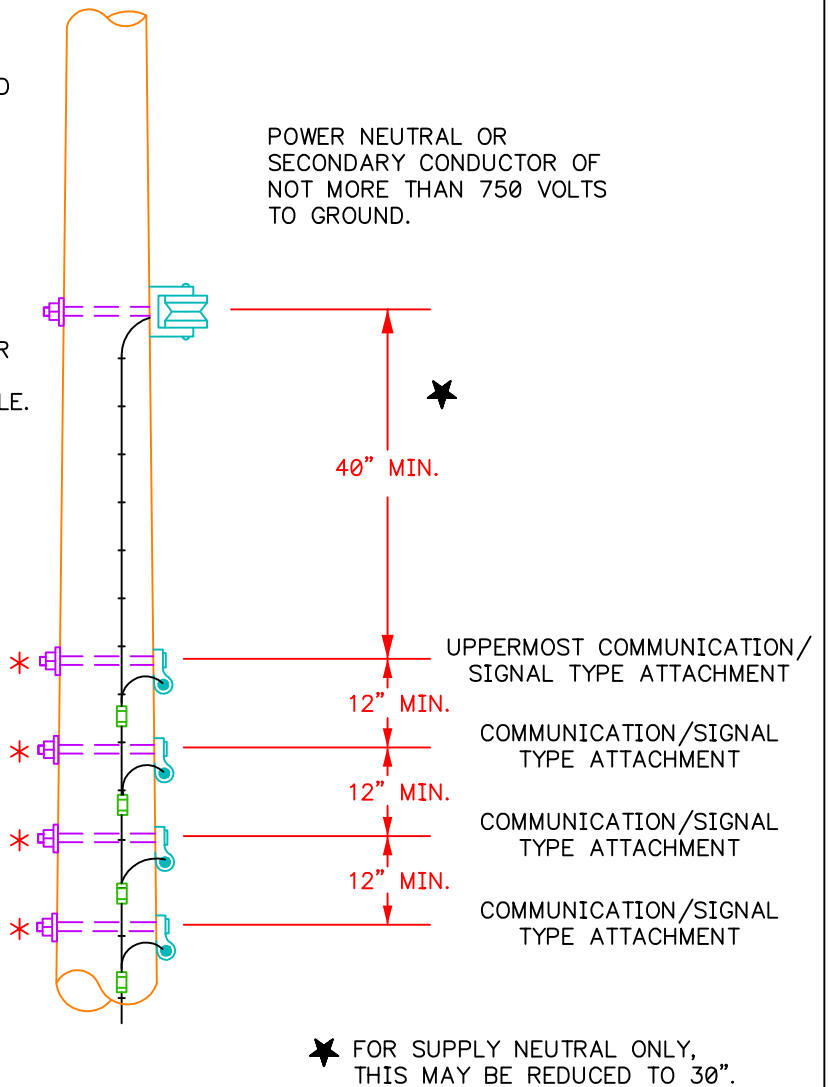 D
POWER NEUTRAL OR
SECONDARY CONDUCTOR OF
NOT MORE THAN 750 VOLTS
TO GROUND.
R
LE.
40" MIN.
UPPERMOST COMMUNICATION/
SIGNAL TYPE ATTACHMENT
12" MIN.
COMMUNICATION/SIGNAL
TYPE ATTACHMENT
12" MIN.
COMMUNICATION/SIGNAL
TYPE ATTACHMENT
12" MIN.
COMMUNICATION/SIGNAL
TYPE ATTACHMENT
★ FOR SUPPLY NEUTRAL ONLY,
THIS MAY BE REDUCED TO 30".